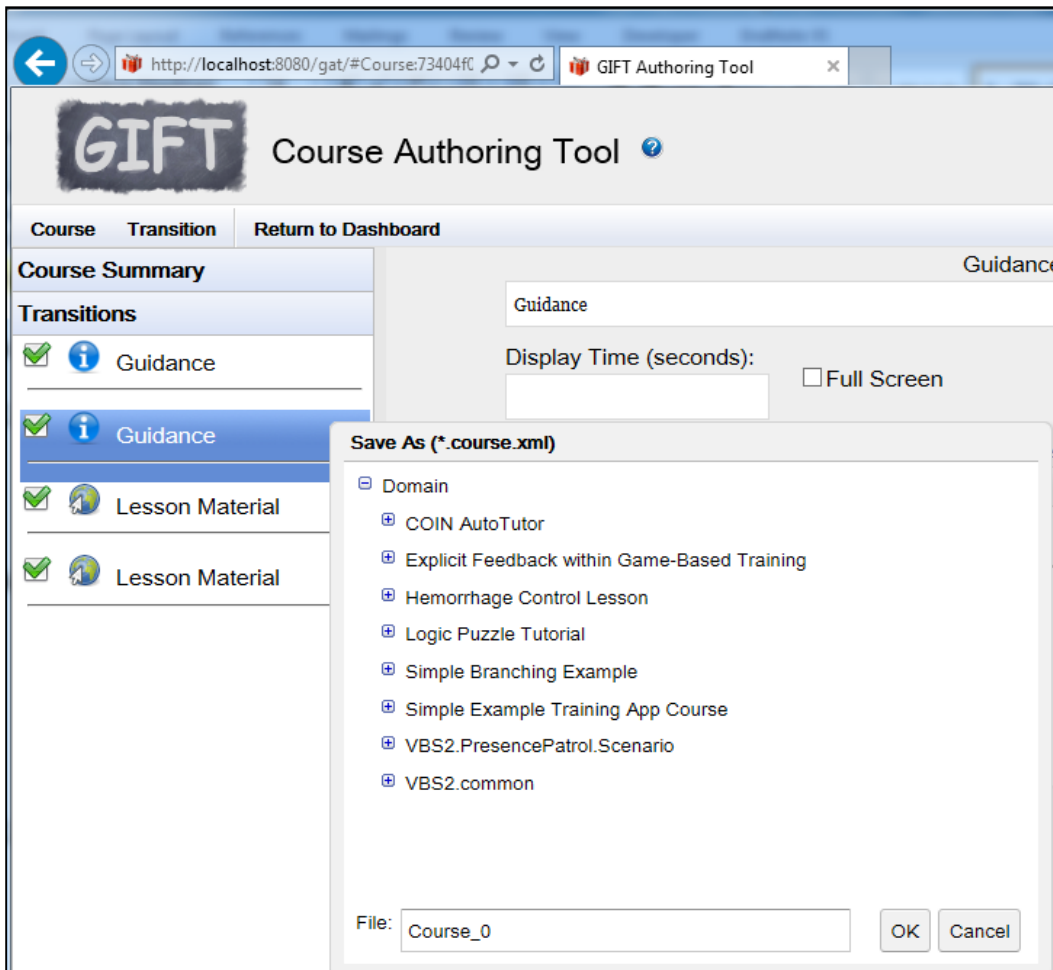 http://localhost:8080/gat/#Course:73404f0
GIFT Authoring Tool
GIFT
Course Authoring Tool
Course Transition Return to Dashboard
Course Summary
Guidance
Transitions
Guidance
Guidance
Display Time (seconds):
Full Screen
Guidance
Lesson Material
Lesson Material
Save As (*.course.xml)
Domain
COIN AutoTutor
Explicit Feedback within Game-Based Training
Hemorrhage Control Lesson
Logic Puzzle Tutorial
Simple Branching Example
Simple Example Training App Course
VBS2.PresencePatrol.Scenario
VBS2.common
File: Course_0
OK Cancel